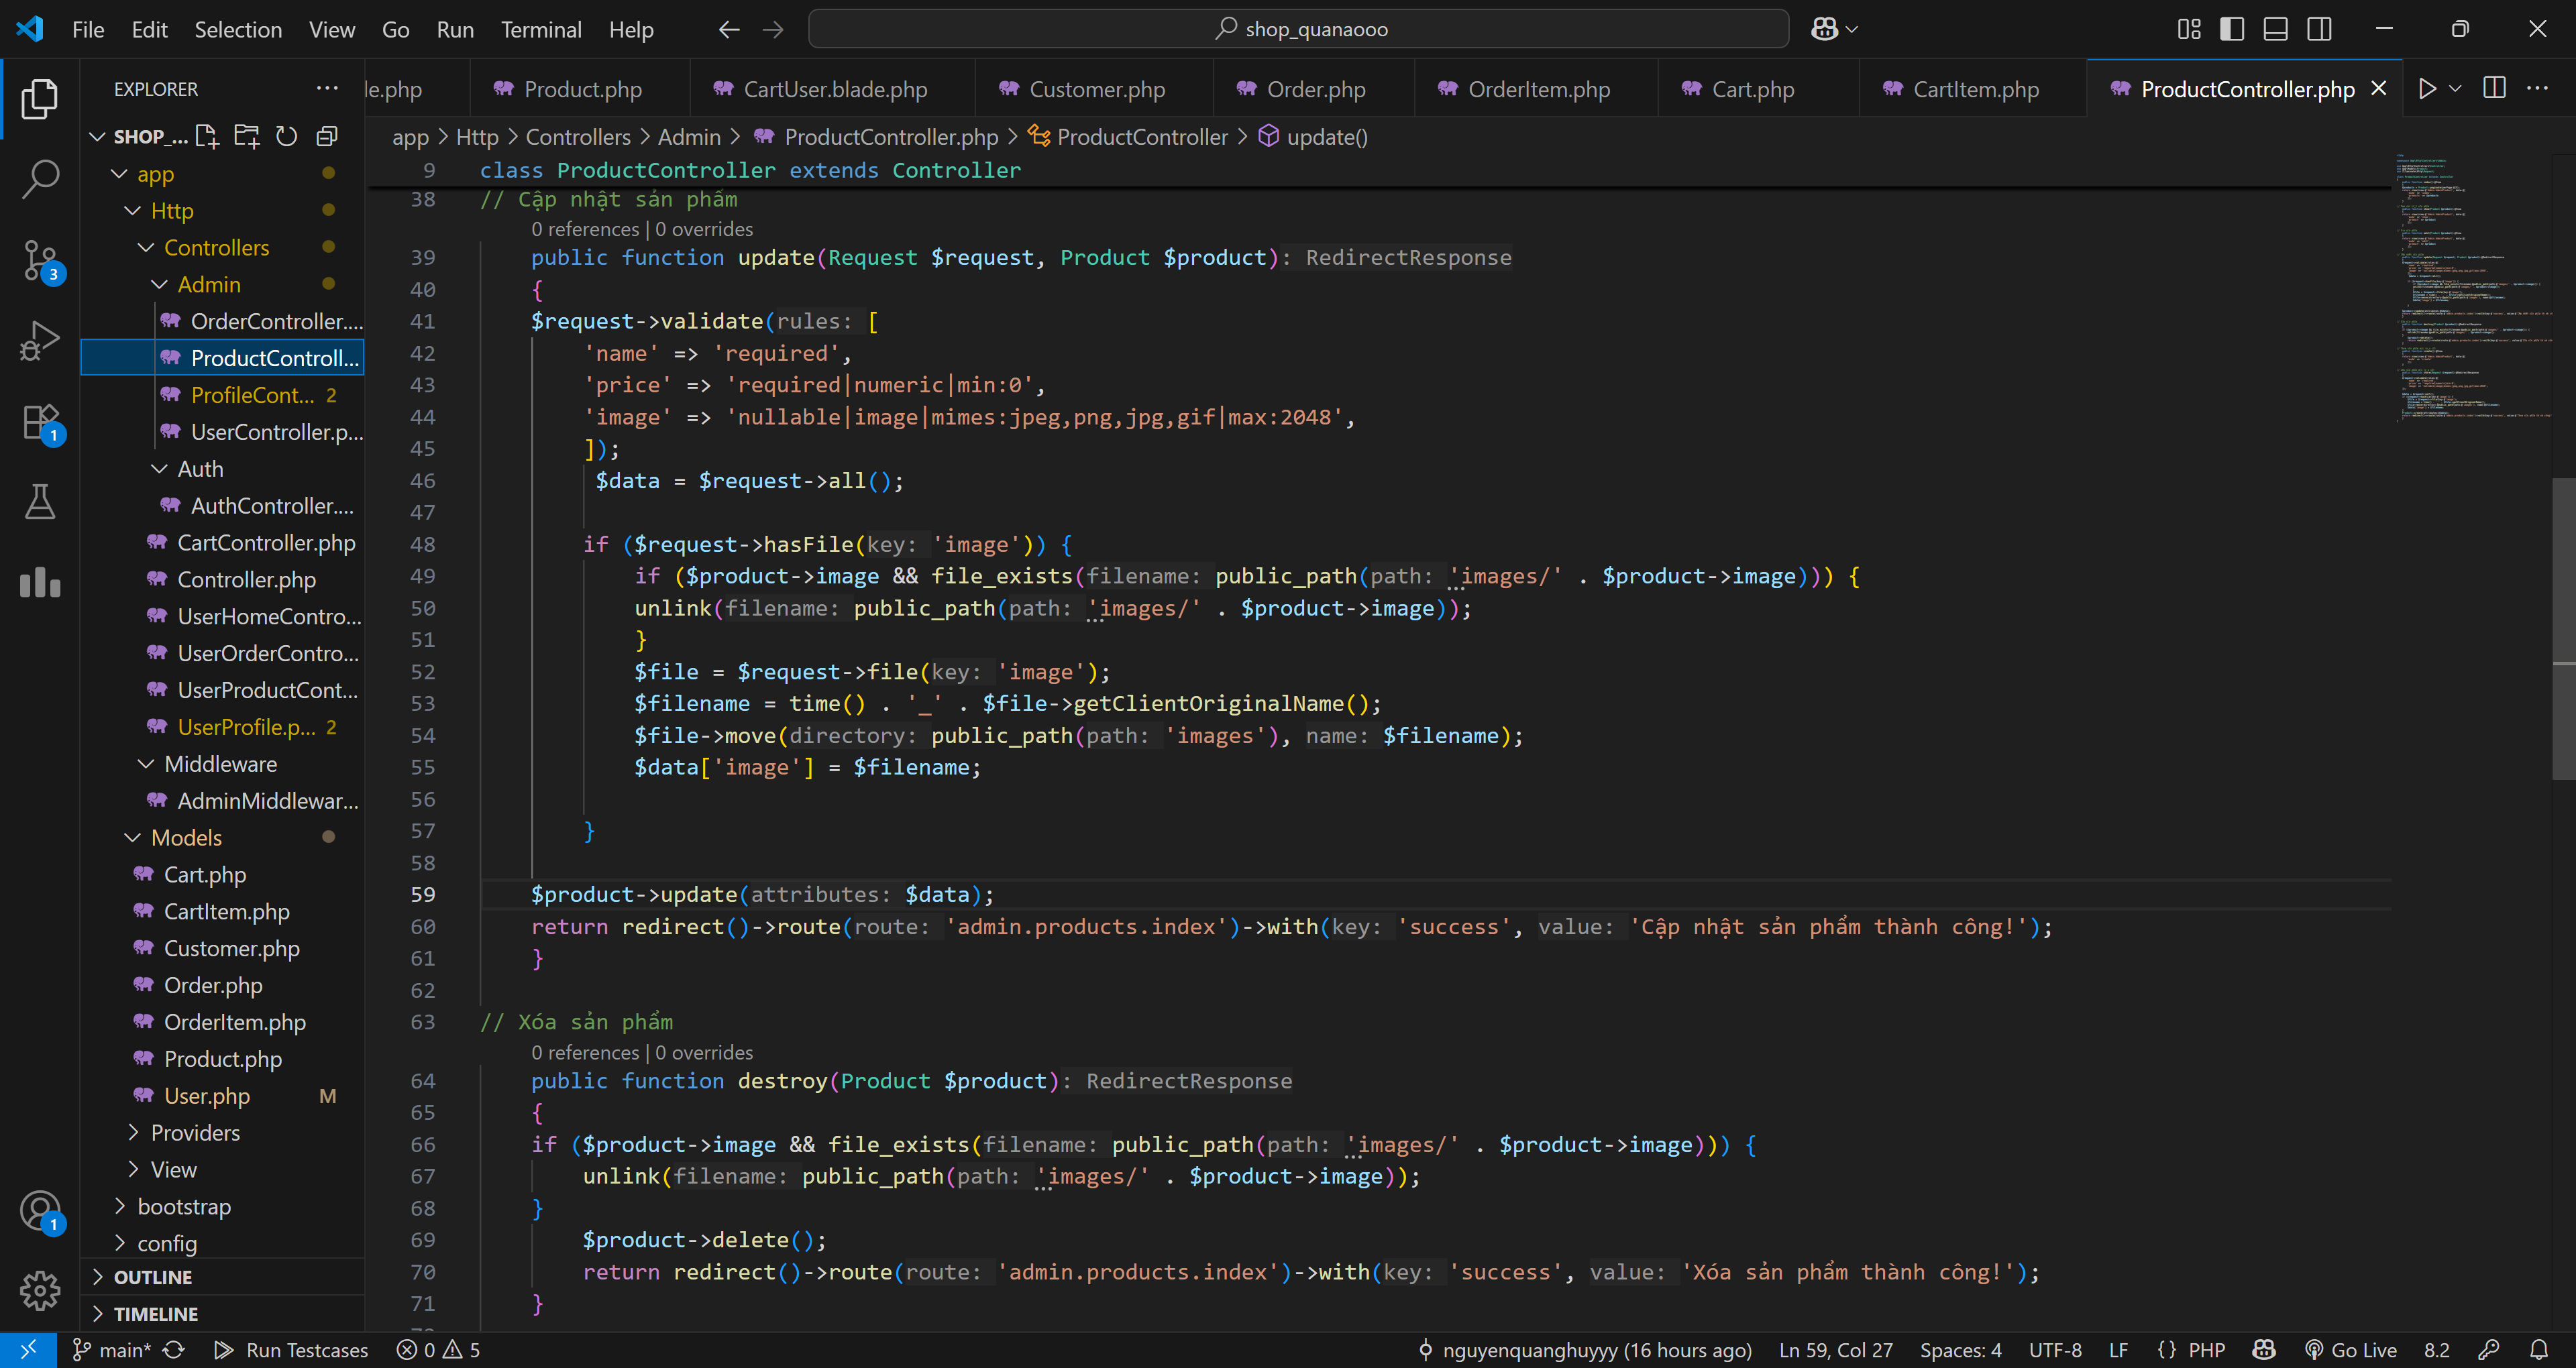 File Edit Selection View Go Run Terminal Help
shop_quanaooo
EXPLORER
le.php
Product.php
CartUser.blade.php
Customer.php
Order.php
OrderItem.php
Cart.php
CartItem.php
ProductController.php
SHOP_...
app > Http > Controllers > Admin > ProductController.php > ProductController > update()
app
Http
Controllers
Admin
OrderController....
ProductControll...
ProfileCont... 2
UserController.p...
Auth
AuthController....
CartController.php
Controller.php
UserHomeContro...
UserOrderContro...
UserProductCont...
UserProfile.p... 2
Middleware
AdminMiddlewar...
Models
Cart.php
CartItem.php
Customer.php
Order.php
OrderItem.php
Product.php
User.php M
Providers
View
bootstrap
config
OUTLINE
TIMELINE
3
1
1
9 class ProductController extends Controller
38 // Cập nhật sản phẩm
0 references | 0 overrides
39 public function update(Request $request, Product $product): RedirectResponse
40 {
41 $request->validate(rules: [
42 'name' => 'required',
43 'price' => 'required|numeric|min:0',
44 'image' => 'nullable|image|mimes:jpeg,png,jpg,gif|max:2048',
45 ]);
46 $data = $request->all();
47
48 if ($request->hasFile(key: 'image')) {
49 if ($product->image && file_exists(filename: public_path(path: 'images/' . $product->image))) {
50 unlink(filename: public_path(path: 'images/' . $product->image));
51 }
52 $file = $request->file(key: 'image');
53 $filename = time() . '_' . $file->getClientOriginalName();
54 $file->move(directory: public_path(path: 'images'), name: $filename);
55 $data['image'] = $filename;
56
57 }
58
59 $product->update(attributes: $data);
60 return redirect()->route(route: 'admin.products.index')->with(key: 'success', value: 'Cập nhật sản phẩm thành công!');
61 }
62
63 // Xóa sản phẩm
0 references | 0 overrides
64 public function destroy(Product $product): RedirectResponse
65 {
66 if ($product->image && file_exists(filename: public_path(path: 'images/' . $product->image))) {
67 unlink(filename: public_path(path: 'images/' . $product->image));
68 }
69 $product->delete();
70 return redirect()->route(route: 'admin.products.index')->with(key: 'success', value: 'Xóa sản phẩm thành công!');
71 }
main* Run Testcases 0 5
nguyenquanghuyyy (16 hours ago) Ln 59, Col 27 Spaces: 4 UTF-8 LF {} PHP Go Live 8.2